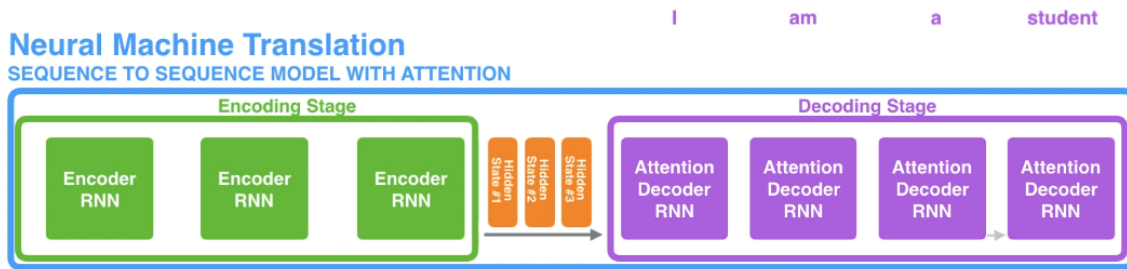 I am a student
Neural Machine Translation
SEQUENCE TO SEQUENCE MODEL WITH ATTENTION
Encoding Stage
Decoding Stage
Encoder
RNN
Encoder
RNN
Encoder
RNN
Hidden
State #1
Hidden
State #2
Hidden
State #3
Attention
Decoder
RNN
Attention
Decoder
RNN
Attention
Decoder
RNN
Attention
Decoder
RNN